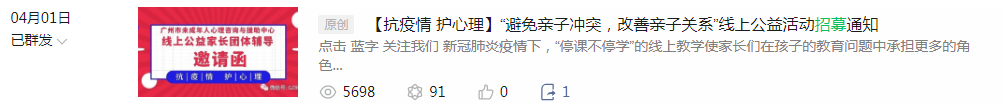 04月01日
已群发
广州市未成年人心理咨询与援助中心
线上公益家长团体辅导
邀请函
抗 | 疫 | 情 护 | 心 | 理
原创
【抗疫情 护心理】“避免亲子冲突，改善亲子关系”线上公益活动招募通知
点击 蓝字 关注我们 新冠肺炎疫情下，“停课不停学”的线上教学使家长们在孩子的教育问题中承担更多的角
色...
5698 91 0 1